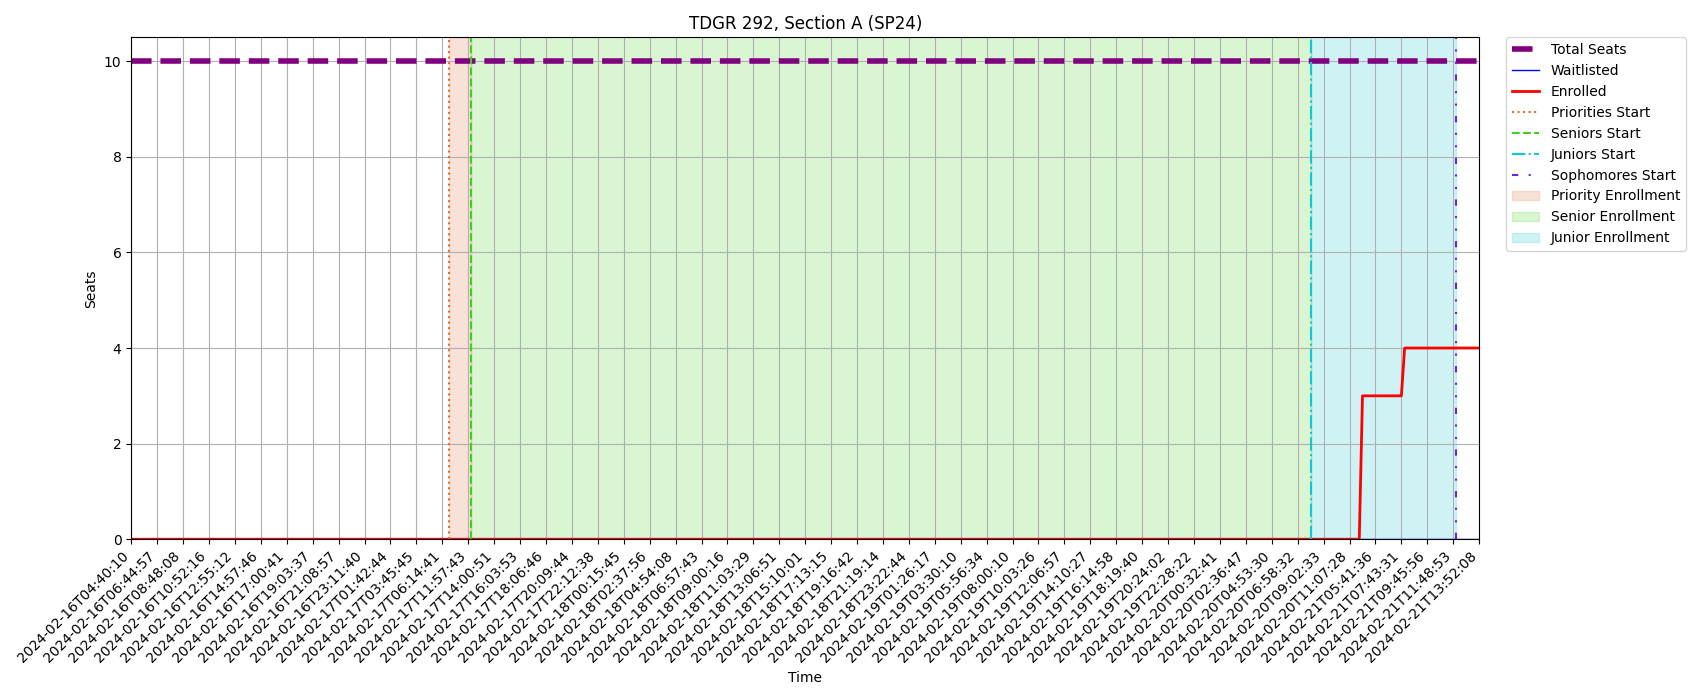 TDGR 292, Section A (SP24)
10
8
6
4
2
0
Seats
2024-02-16T04:40:10
2024-02-16T06:44:57
2024-02-16T08:48:08
2024-02-16T10:52:16
2024-02-16T12:55:12
2024-02-16T14:57:46
2024-02-16T17:00:41
2024-02-16T19:03:37
2024-02-16T21:08:57
2024-02-16T23:11:40
2024-02-17T01:42:44
2024-02-17T03:45:45
2024-02-17T06:14:41
2024-02-17T11:57:43
2024-02-17T14:00:51
2024-02-17T16:03:53
2024-02-17T18:06:46
2024-02-17T20:09:44
2024-02-17T22:12:38
2024-02-18T00:15:45
2024-02-18T02:37:56
2024-02-18T04:54:08
2024-02-18T06:57:43
2024-02-18T09:00:16
2024-02-18T11:03:29
2024-02-18T13:06:51
2024-02-18T15:10:01
2024-02-18T17:13:15
2024-02-18T19:16:42
2024-02-18T21:19:14
2024-02-18T23:22:44
2024-02-19T01:26:17
2024-02-19T03:30:10
2024-02-19T05:56:34
2024-02-19T08:00:10
2024-02-19T10:03:26
2024-02-19T12:06:57
2024-02-19T14:10:27
2024-02-19T16:14:58
2024-02-19T18:19:40
2024-02-19T20:24:02
2024-02-19T22:28:22
2024-02-20T00:32:41
2024-02-20T02:36:47
2024-02-20T04:53:30
2024-02-20T06:58:32
2024-02-20T09:02:33
2024-02-20T11:07:28
2024-02-21T05:41:36
2024-02-21T07:43:31
2024-02-21T09:45:56
2024-02-21T11:48:53
2024-02-21T13:52:08
Time
Total Seats
Waitlisted
Enrolled
Priorities Start
Seniors Start
Juniors Start
Sophomores Start
Priority Enrollment
Senior Enrollment
Junior Enrollment